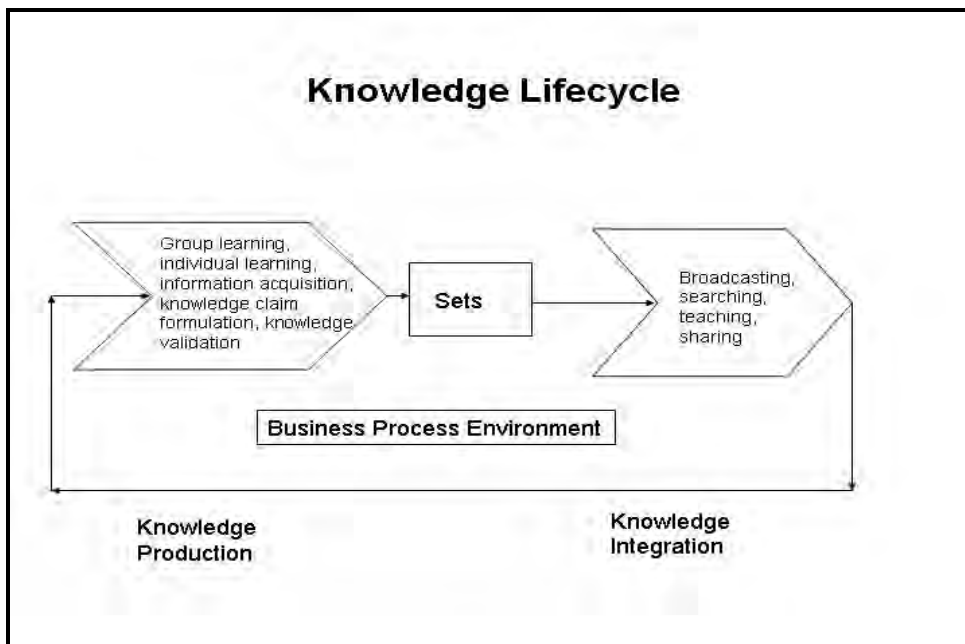 Knowledge Lifecycle
Group learning,
individual learning,
information acquisition,
knowledge claim
formulation, knowledge
validation
Sets
Broadcasting,
searching,
teaching,
sharing
Business Process Environment
Knowledge
Production
Knowledge
Integration